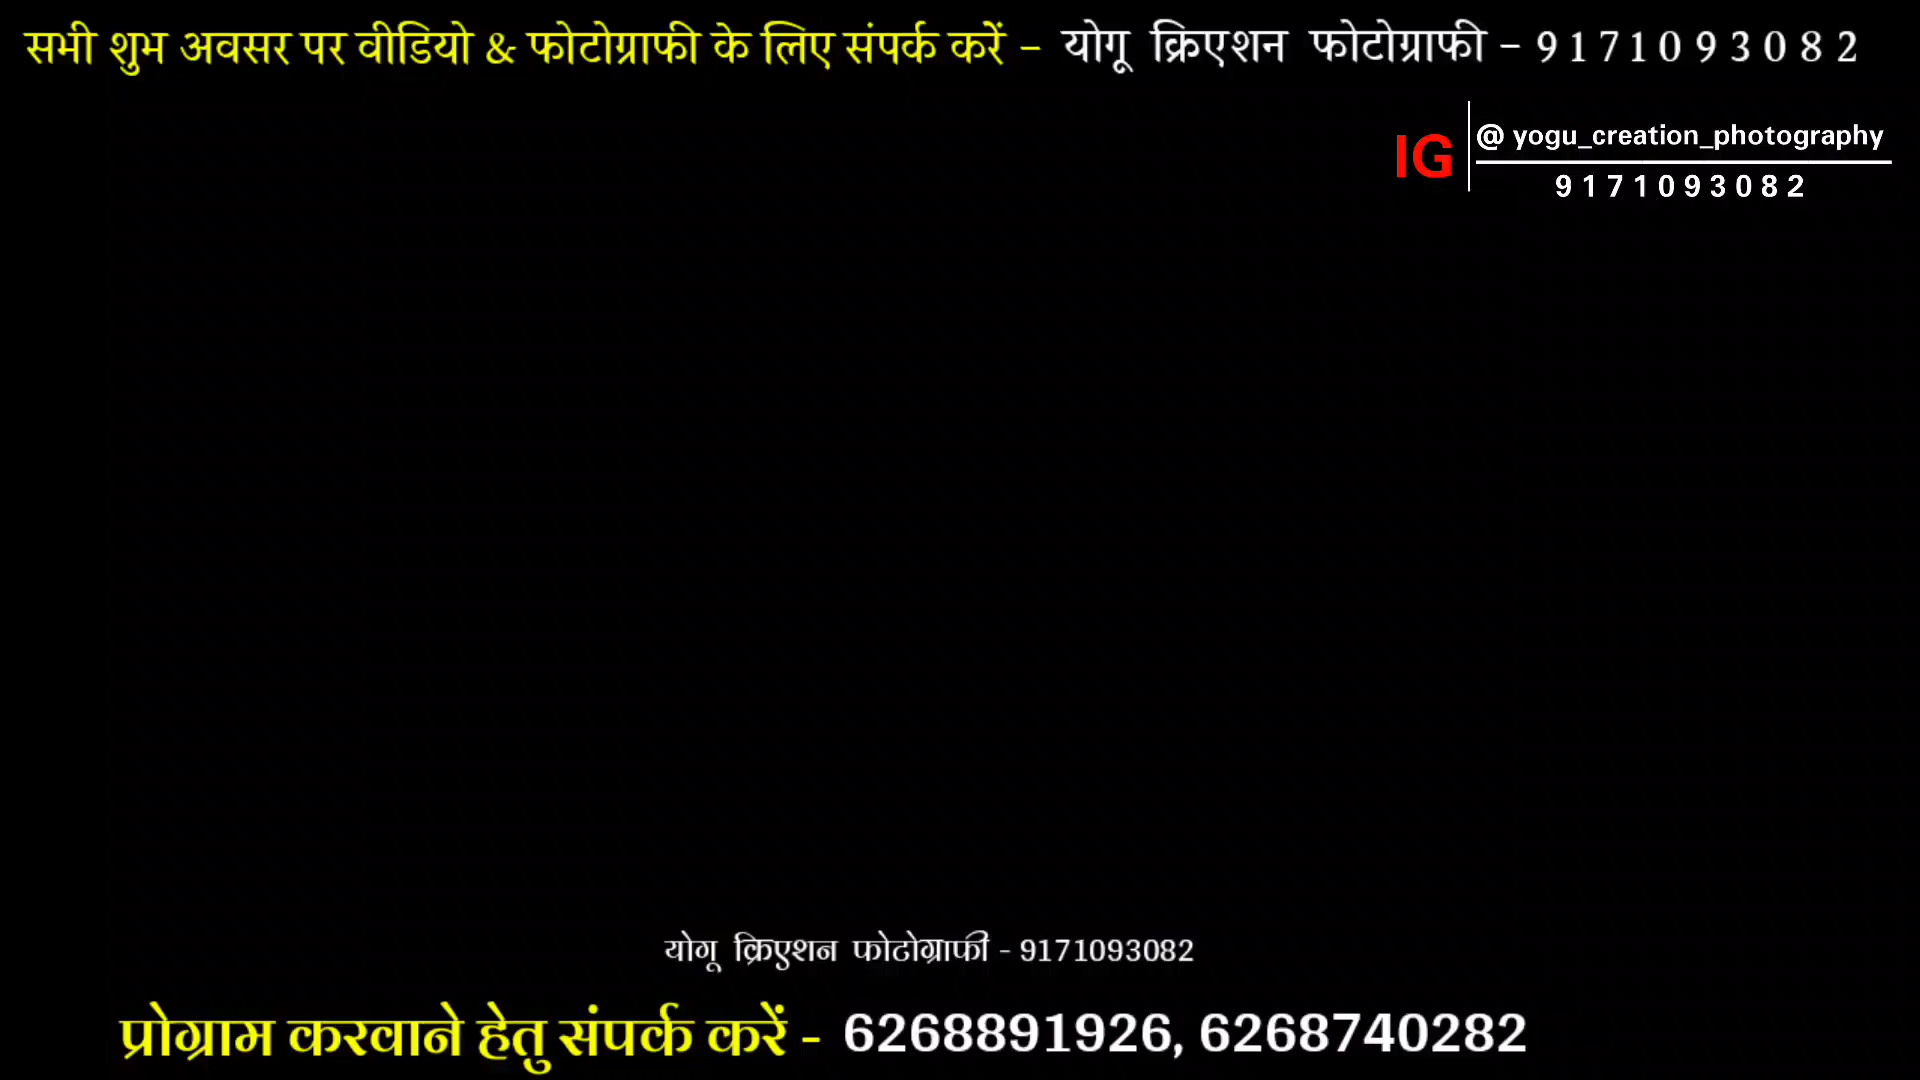 सभी शुभ अवसर पर वीडियो & फोटोग्राफी के लिए संपर्क करें - योगू क्रिएशन फोटोग्राफी - 9 1 7 1 0 9 3 0 8 2
IG
@ yogu_creation_photography
9 1 7 1 0 9 3 0 8 2
योगू क्रिएशन फोटोग्राफी - 9171093082
प्रोग्राम करवाने हेतु संपर्क करें - 6268891926, 6268740282